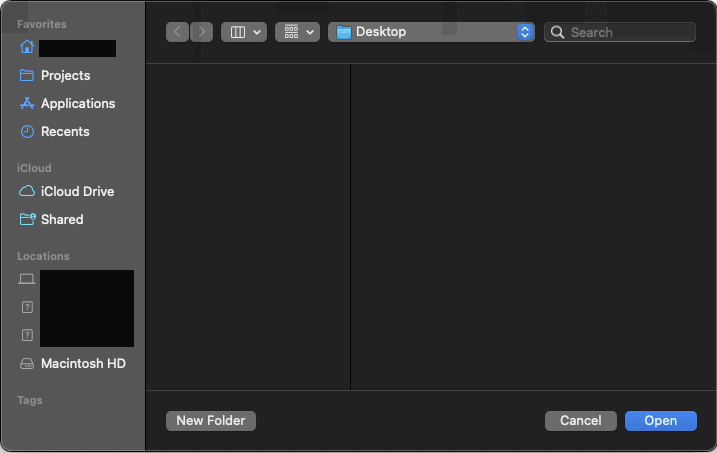 Favorites
Projects
Applications
Recents
iCloud
iCloud Drive
Shared
Locations
Macintosh HD
Tags
Desktop
Search
New Folder
Cancel
Open